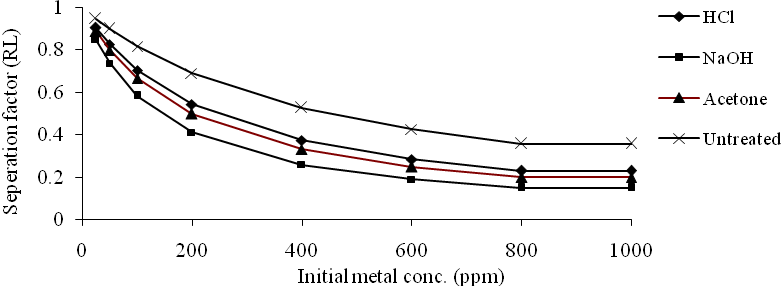 Seperation factor (RL)
1
0.8
0.6
0.4
0.2
0
0 200 400 600 800 1000
Initial metal conc. (ppm)
HCl
NaOH
Acetone
Untreated